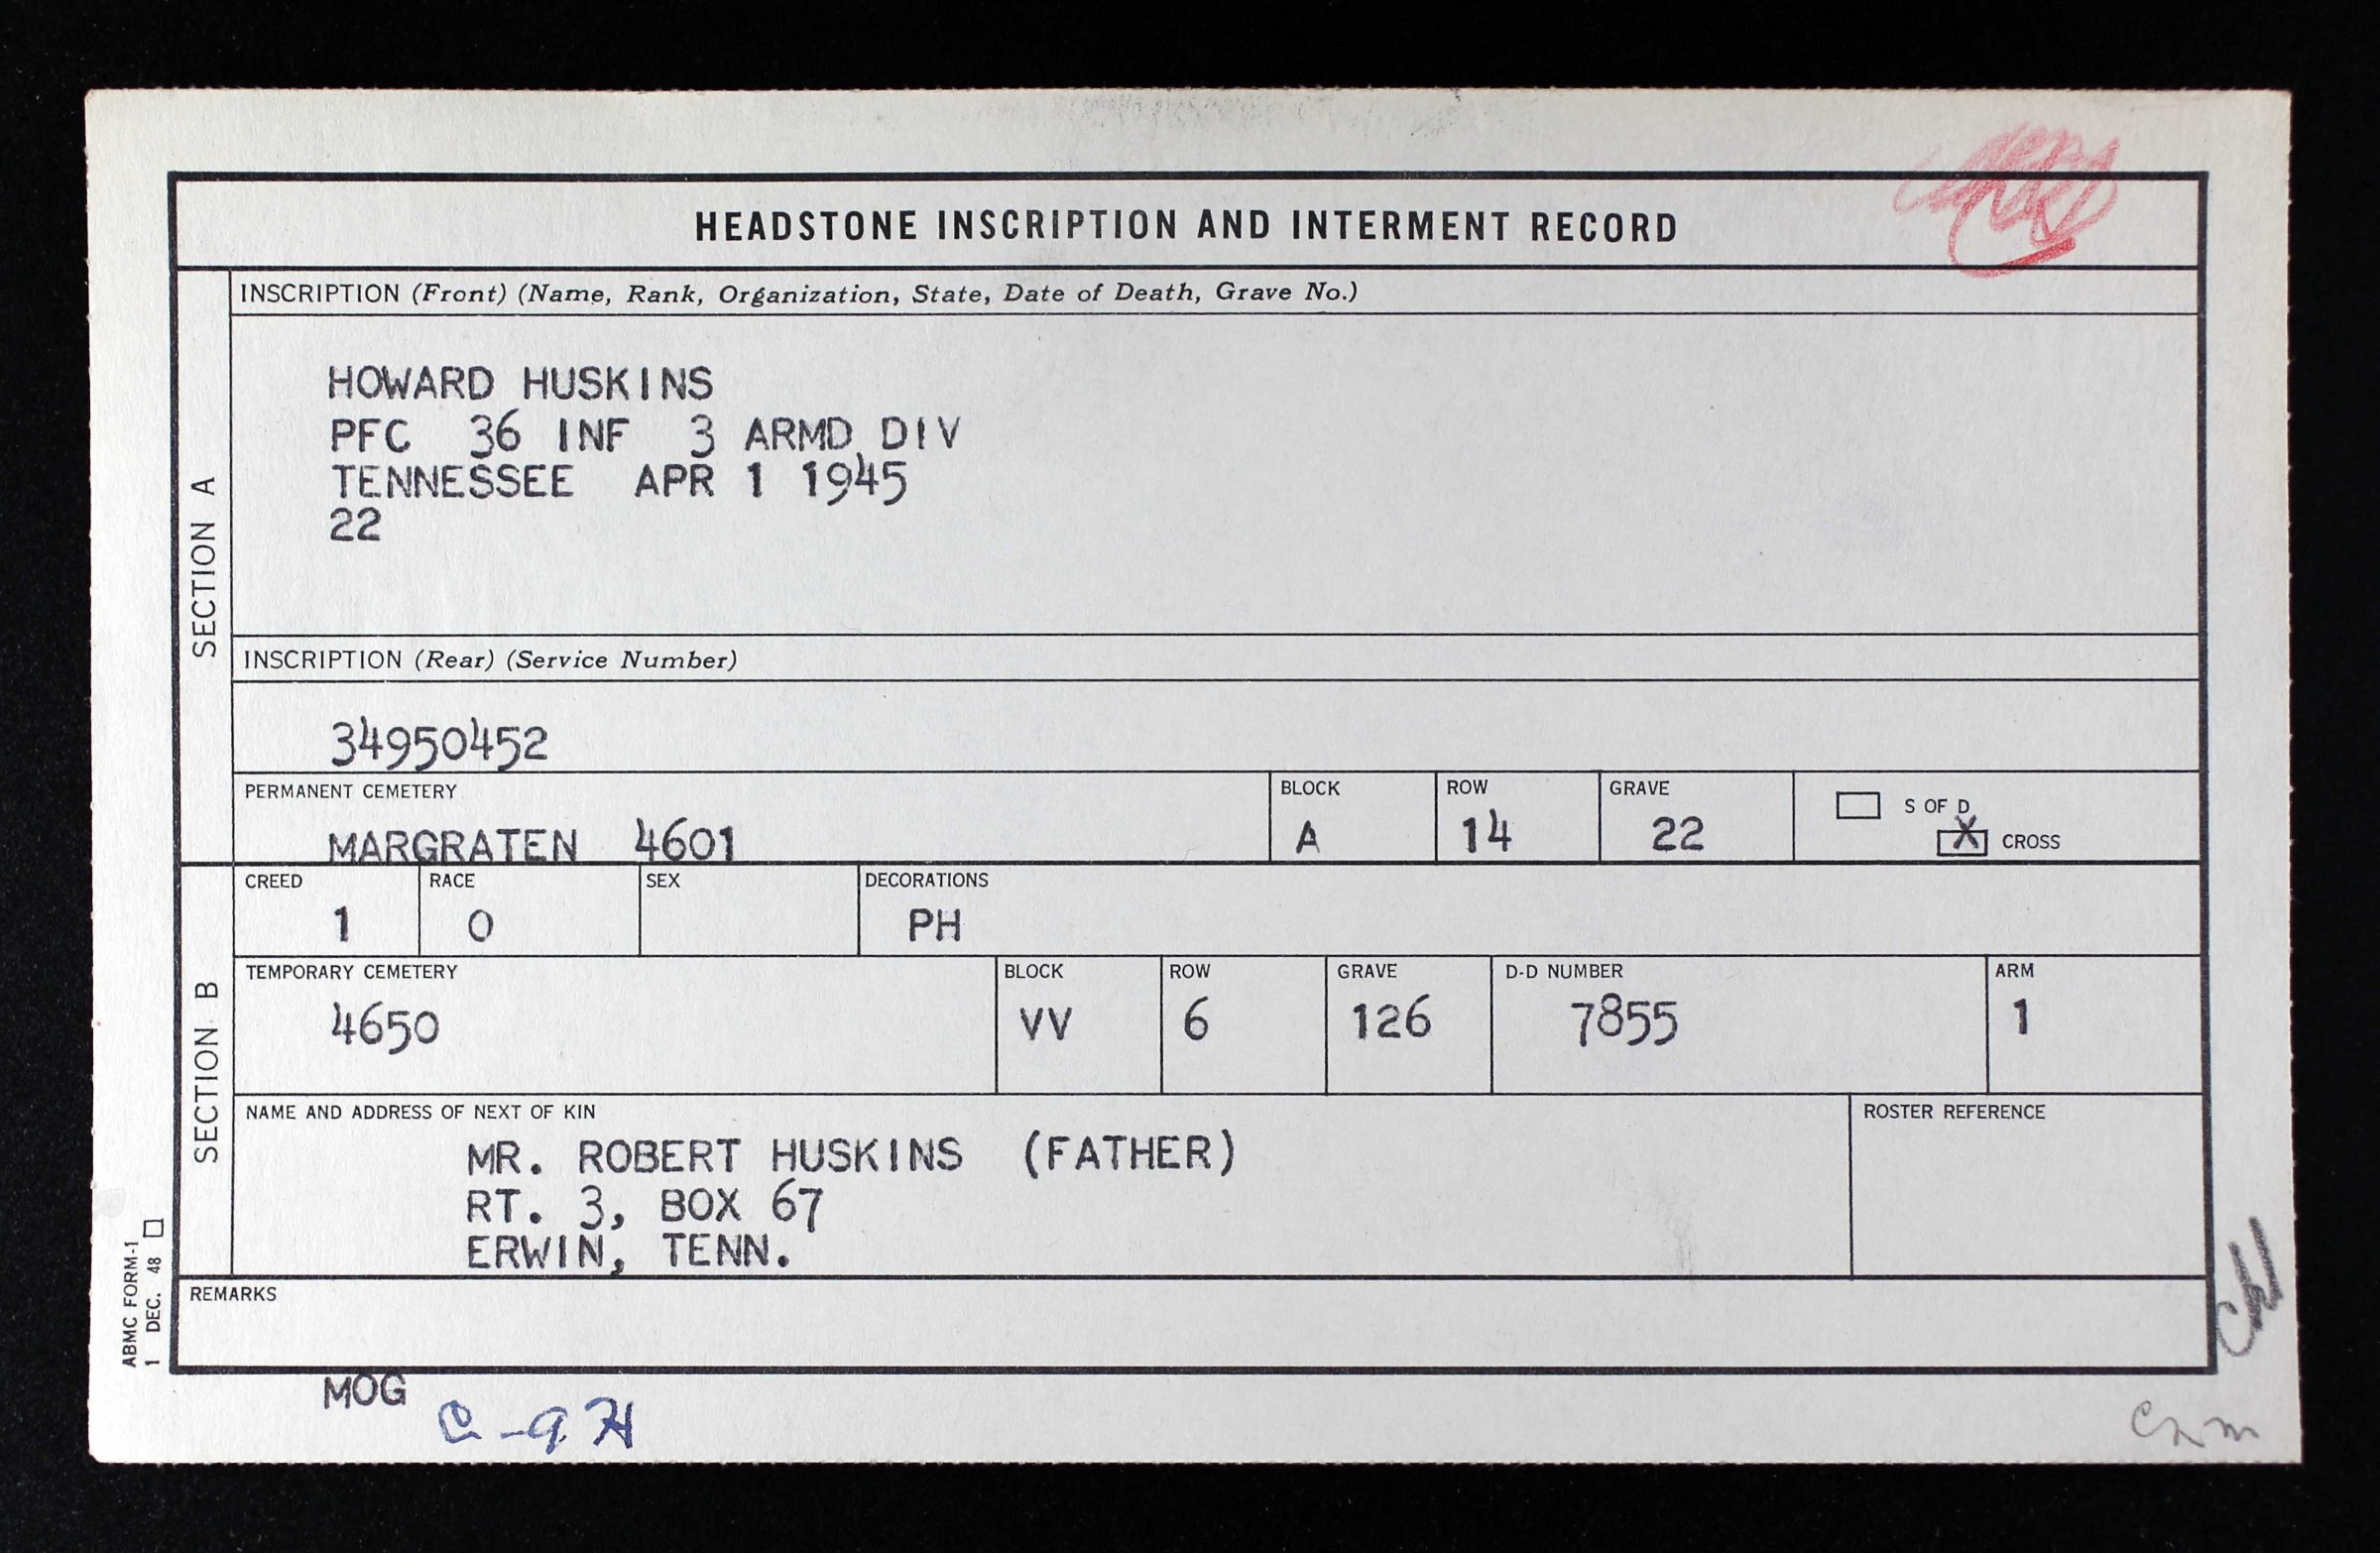 HEADSTONE INSCRIPTION AND INTERMENT RECORD
SECTION A
INSCRIPTION (Front) (Name, Rank, Organization, State, Date of Death, Grave No.)
HOWARD HUSKINS
PFC 36 INF 3 ARMD DIV
TENNESSEE APR 1 1945
22
INSCRIPTION (Rear) (Service Number)
34950452
PERMANENT CEMETERY BLOCK ROW GRAVE S OF D
MARGRATEN 4601 A 14 22 X CROSS
SECTION B
CREED RACE SEX DECORATIONS
1 0 PH
TEMPORARY CEMETERY BLOCK ROW GRAVE D-D NUMBER ARM
4650 VV 6 126 7855 1
NAME AND ADDRESS OF NEXT OF KIN ROSTER REFERENCE
MR. ROBERT HUSKINS (FATHER)
RT. 3, BOX 67
ERWIN, TENN.
REMARKS
ABMC FORM-1
1 DEC. 48
MOG